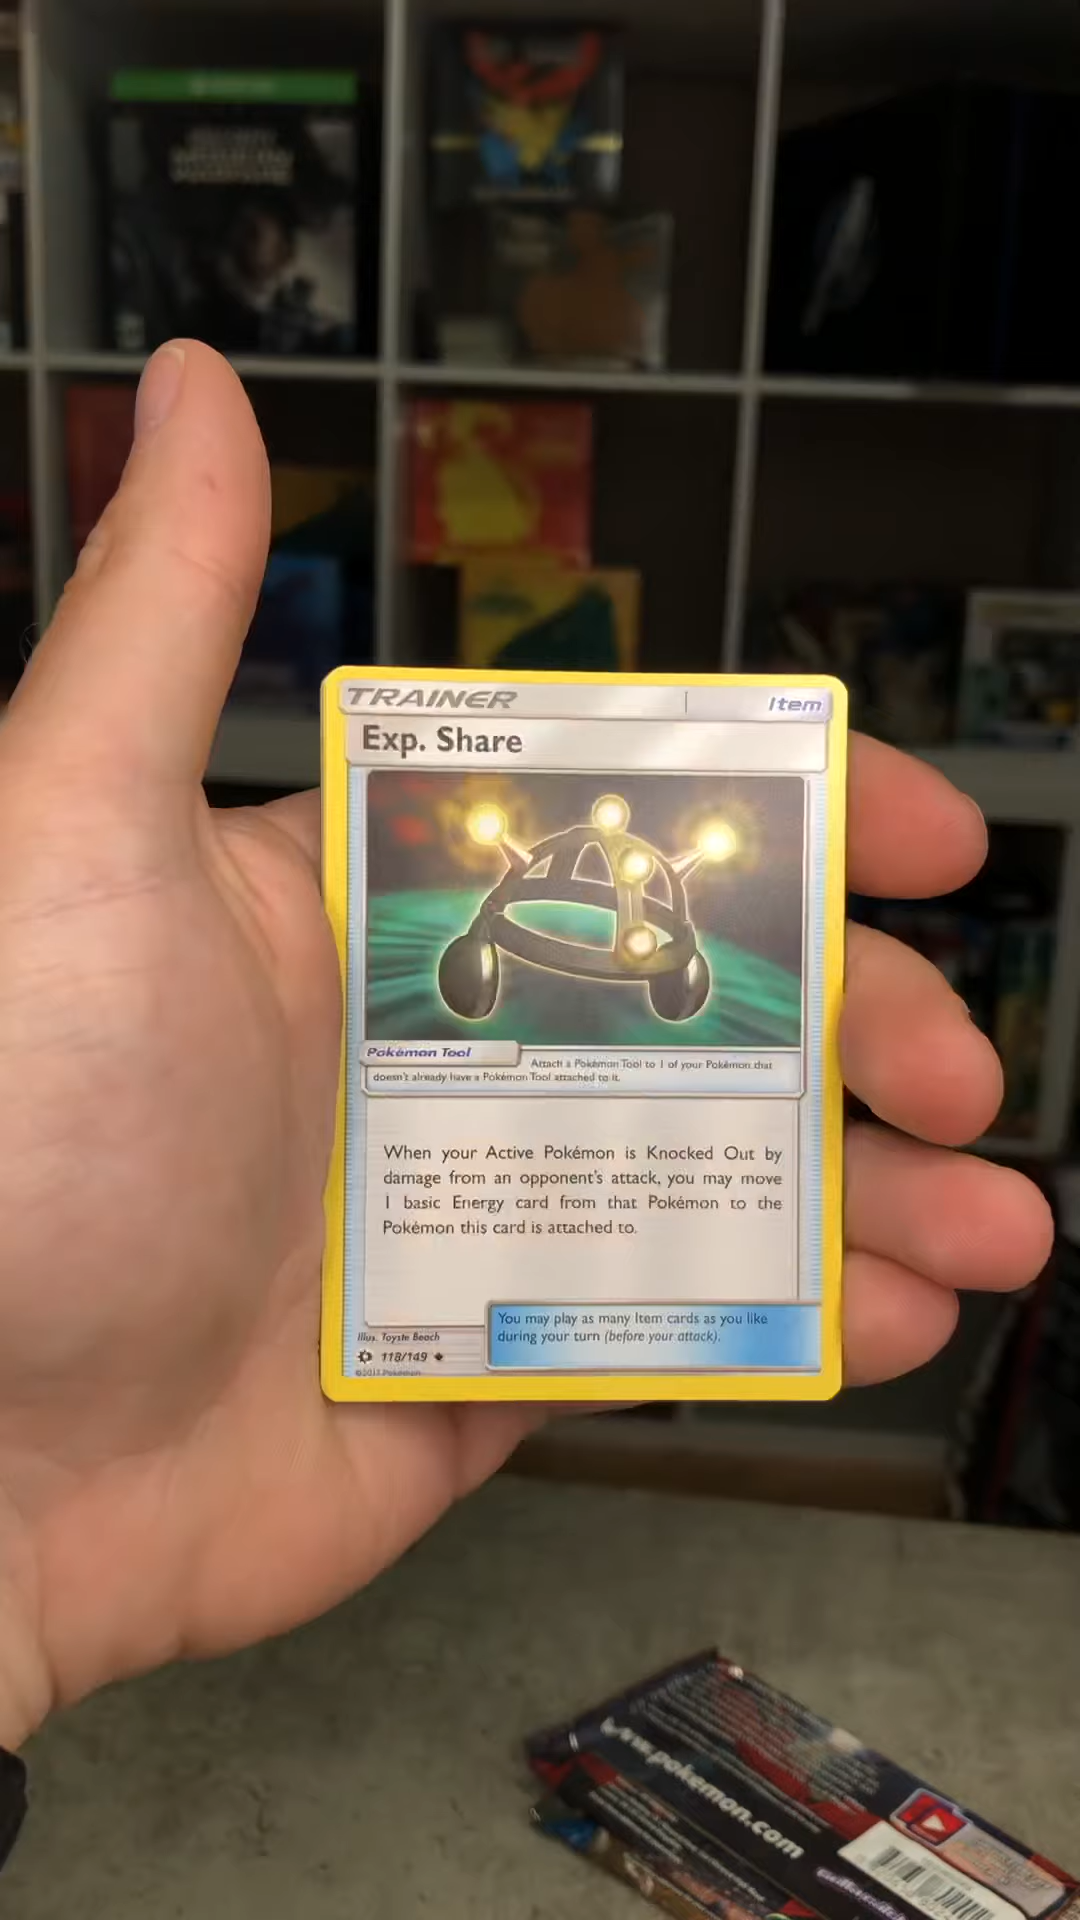 TRAINER
Item
Exp. Share
Pokémon Tool
Attach a Pokémon Tool to 1 of your Pokémon that
doesn't already have a Pokémon Tool attached to it.
When your Active Pokémon is Knocked Out by
damage from an opponent's attack, you may move
1 basic Energy card from that Pokémon to the
Pokémon this card is attached to.
You may play as many Item cards as you like
during your turn (before your attack).
Illus. Toyste Beach
118/149
©2017 Pokémon
www.pokemon.com